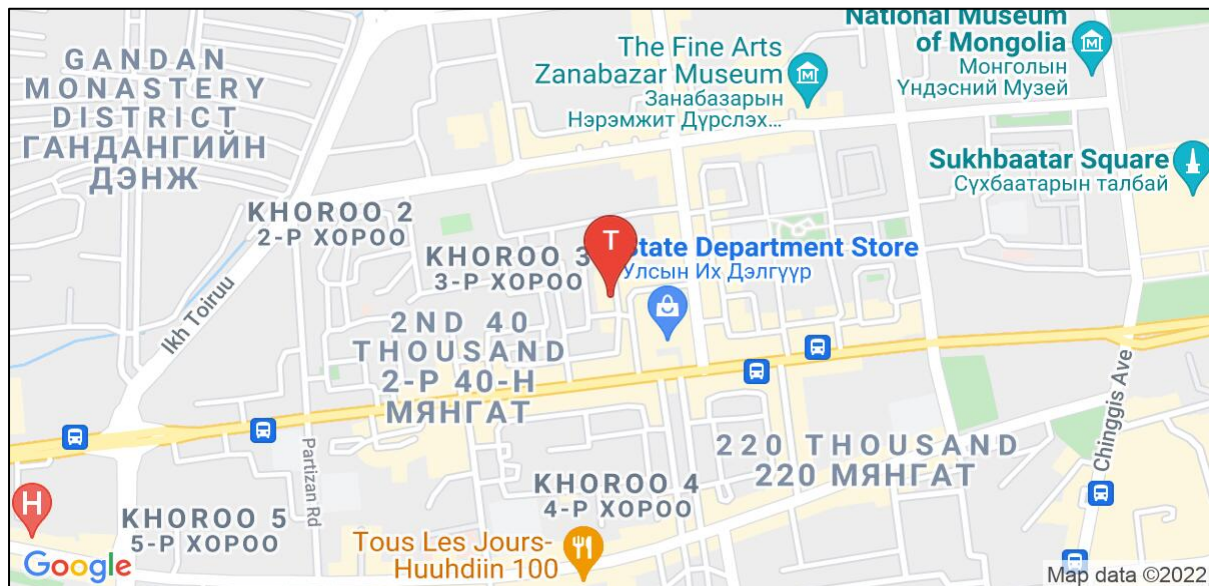 National Museum
of Mongolia
Монголын
Үндэсний Музей
The Fine Arts
Zanabazar Museum
Занабазарын
Нэрэмжит Дүрслэх...
GANDAN
MONASTERY
DISTRICT
ГАНДАНГИЙН
ДЭНЖ
Sukhbaatar Square
Сүхбаатарын талбай
KHOROO 2
2-Р ХОРОО
KHOROO 3
3-Р ХОРОО
T
State Department Store
Улсын Их Дэлгүүр
Ikh Toiruu
2ND 40
THOUSAND
2-Р 40-Н
МЯНГАТ
Chinggis Ave
Partizan Rd
220 THOUSAND
220 МЯНГАТ
KHOROO 4
4-Р ХОРОО
H
KHOROO 5
5-Р ХОРОО
Tous Les Jours-
Huuhdiin 100
Google
Map data ©2022